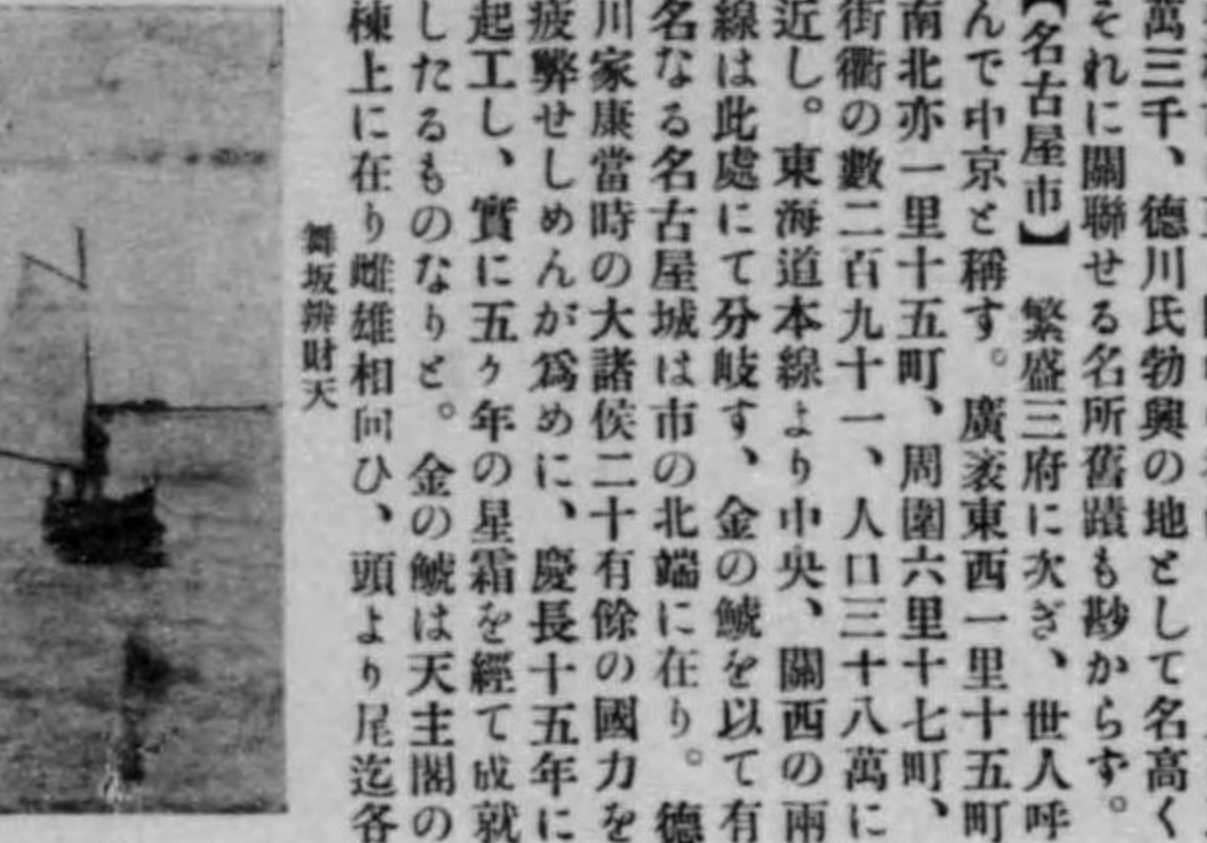 萬三千、德川氏勃興の地として名高く
それに關聯せる名所舊蹟も尠からず。
【名古屋市】 繁盛三府に次ぎ、世人呼
んで中京と稱す。廣袤東西一里十五町
南北亦一里十五町、周圍六里十七町、
街衢の數二百九十一、人口三十八萬に
近し。東海道本線より中央、關西の兩
線は此處にて分岐す、金の鯱を以て有
名なる名古屋城は市の北端に在り。德
川家康當時の大諸侯二十有餘の國力を
疲弊せしめんが爲めに、慶長十五年に
起工し、實に五ヶ年の星霜を經て成就
したるものなりと。金の鯱は天主閣の
棟上に在り雌雄相向ひ、頭より尾迄各
舞坂辨財天